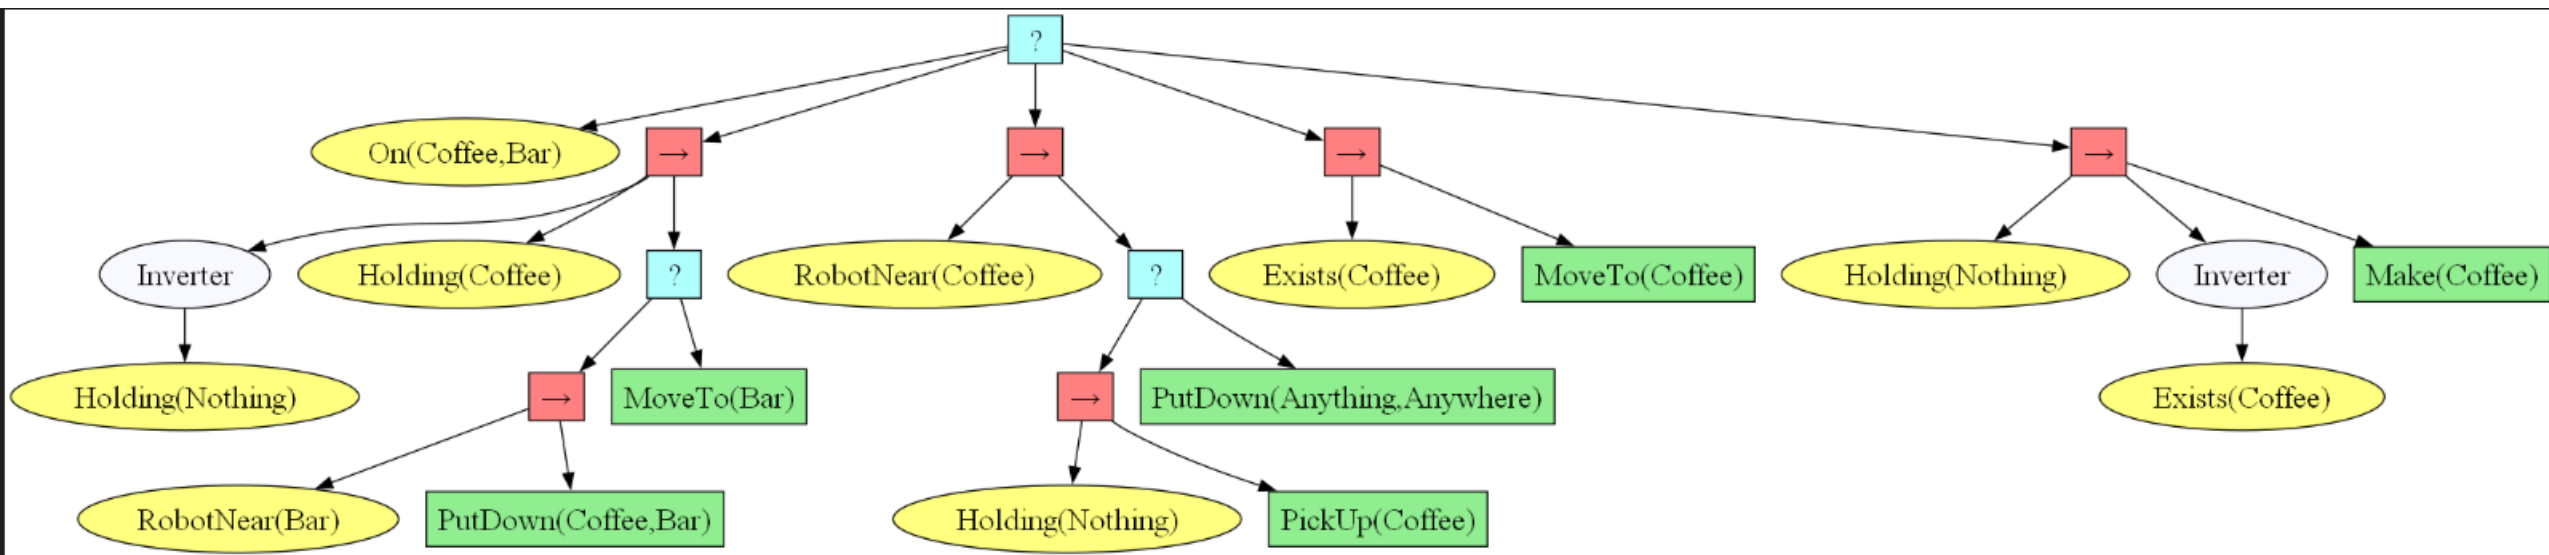 ?
On(Coffee,Bar)
→
→
→
→
Inverter
Holding(Coffee)
?
RobotNear(Coffee)
?
Exists(Coffee)
MoveTo(Coffee)
Holding(Nothing)
Inverter
Make(Coffee)
Holding(Nothing)
→
MoveTo(Bar)
→
PutDown(Anything,Anywhere)
Exists(Coffee)
RobotNear(Bar)
PutDown(Coffee,Bar)
Holding(Nothing)
PickUp(Coffee)